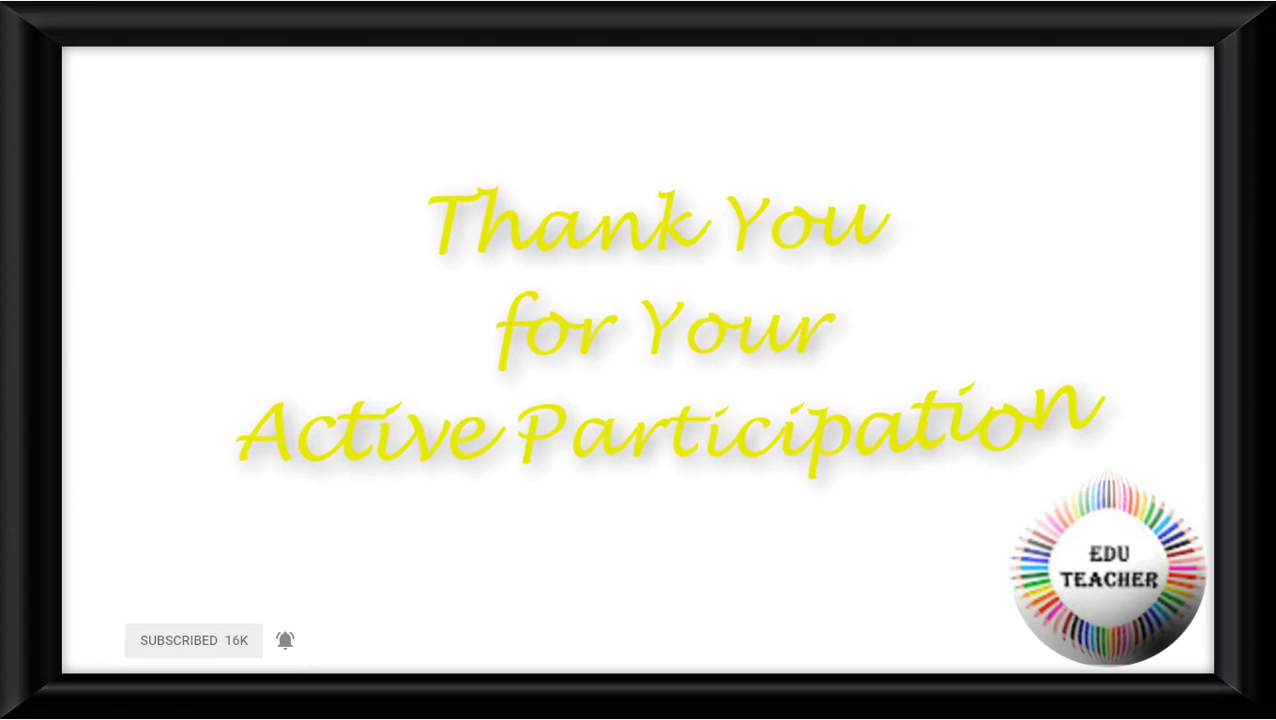 Thank You
for Your
Active Participation
EDU
TEACHER
SUBSCRIBED 16K